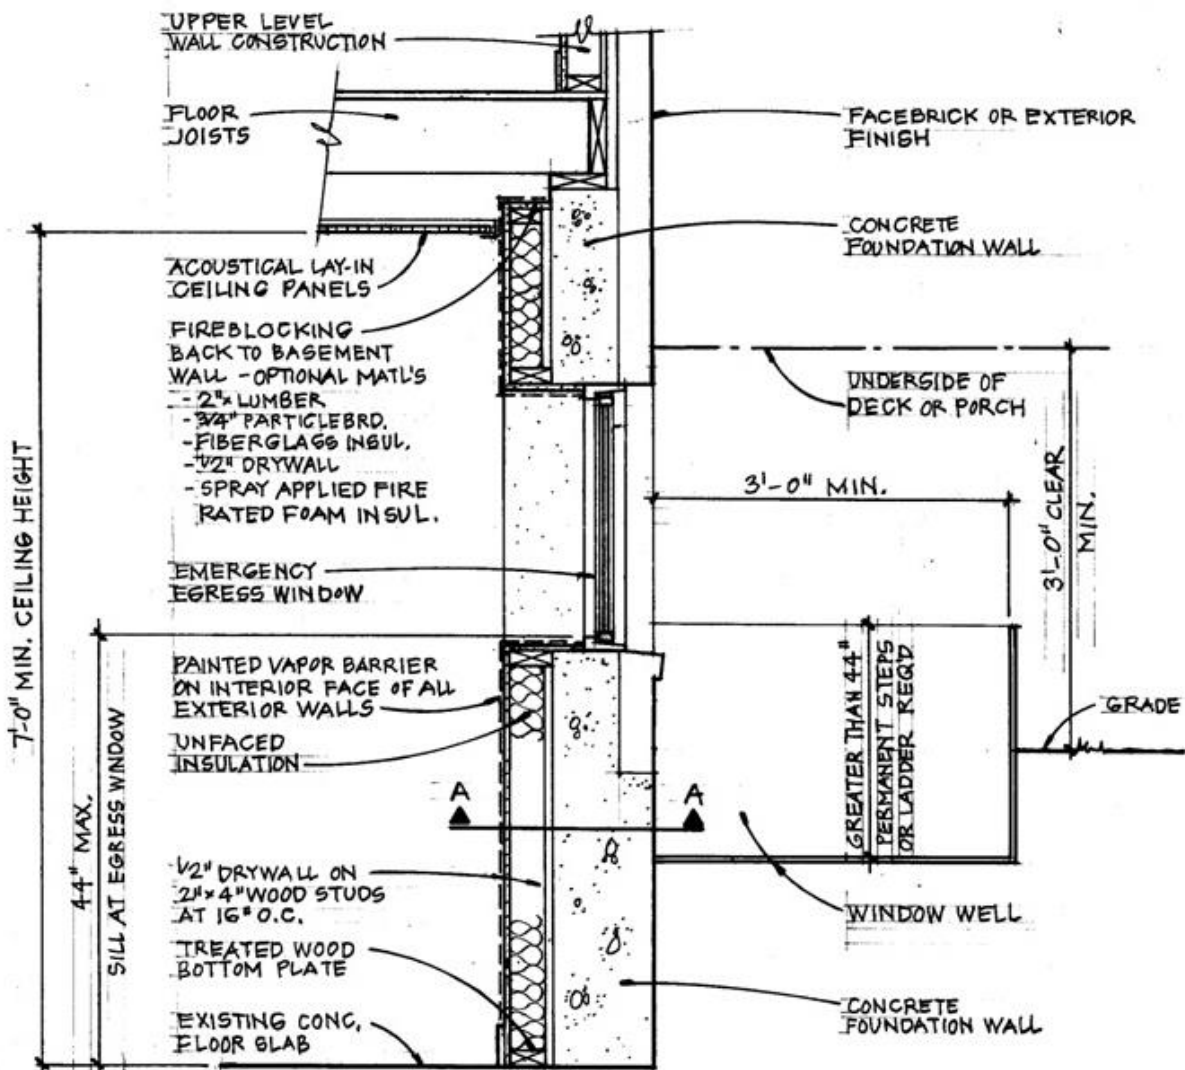 UPPER LEVEL
WALL CONSTRUCTION
FLOOR
JOISTS
ACOUSTICAL LAY-IN
CEILING PANELS
FIREBLOCKING
BACK TO BASEMENT
WALL - OPTIONAL MATL'S
- 2"x LUMBER
- 3/4" PARTICLEBRD.
- FIBERGLASS INSUL.
- 1/2" DRYWALL
- SPRAY APPLIED FIRE
RATED FOAM INSUL.
EMERGENCY
EGRESS WINDOW
PAINTED VAPOR BARRIER
ON INTERIOR FACE OF ALL
EXTERIOR WALLS
UNFACED
INSULATION
1/2" DRYWALL ON
2"x4" WOOD STUDS
AT 16" O.C.
TREATED WOOD
BOTTOM PLATE
EXISTING CONC.
FLOOR SLAB
7'-0" MIN. CEILING HEIGHT
44" MAX.
SILL AT EGRESS WINDOW
A
A
FACEBRICK OR EXTERIOR
FINISH
CONCRETE
FOUNDATION WALL
UNDERSIDE OF
DECK OR PORCH
3'-0" MIN.
3'-0" CLEAR
MIN.
GREATER THAN 44"
PERMANENT STEPS
OR LADDER REQ'D
GRADE
WINDOW WELL
CONCRETE
FOUNDATION WALL